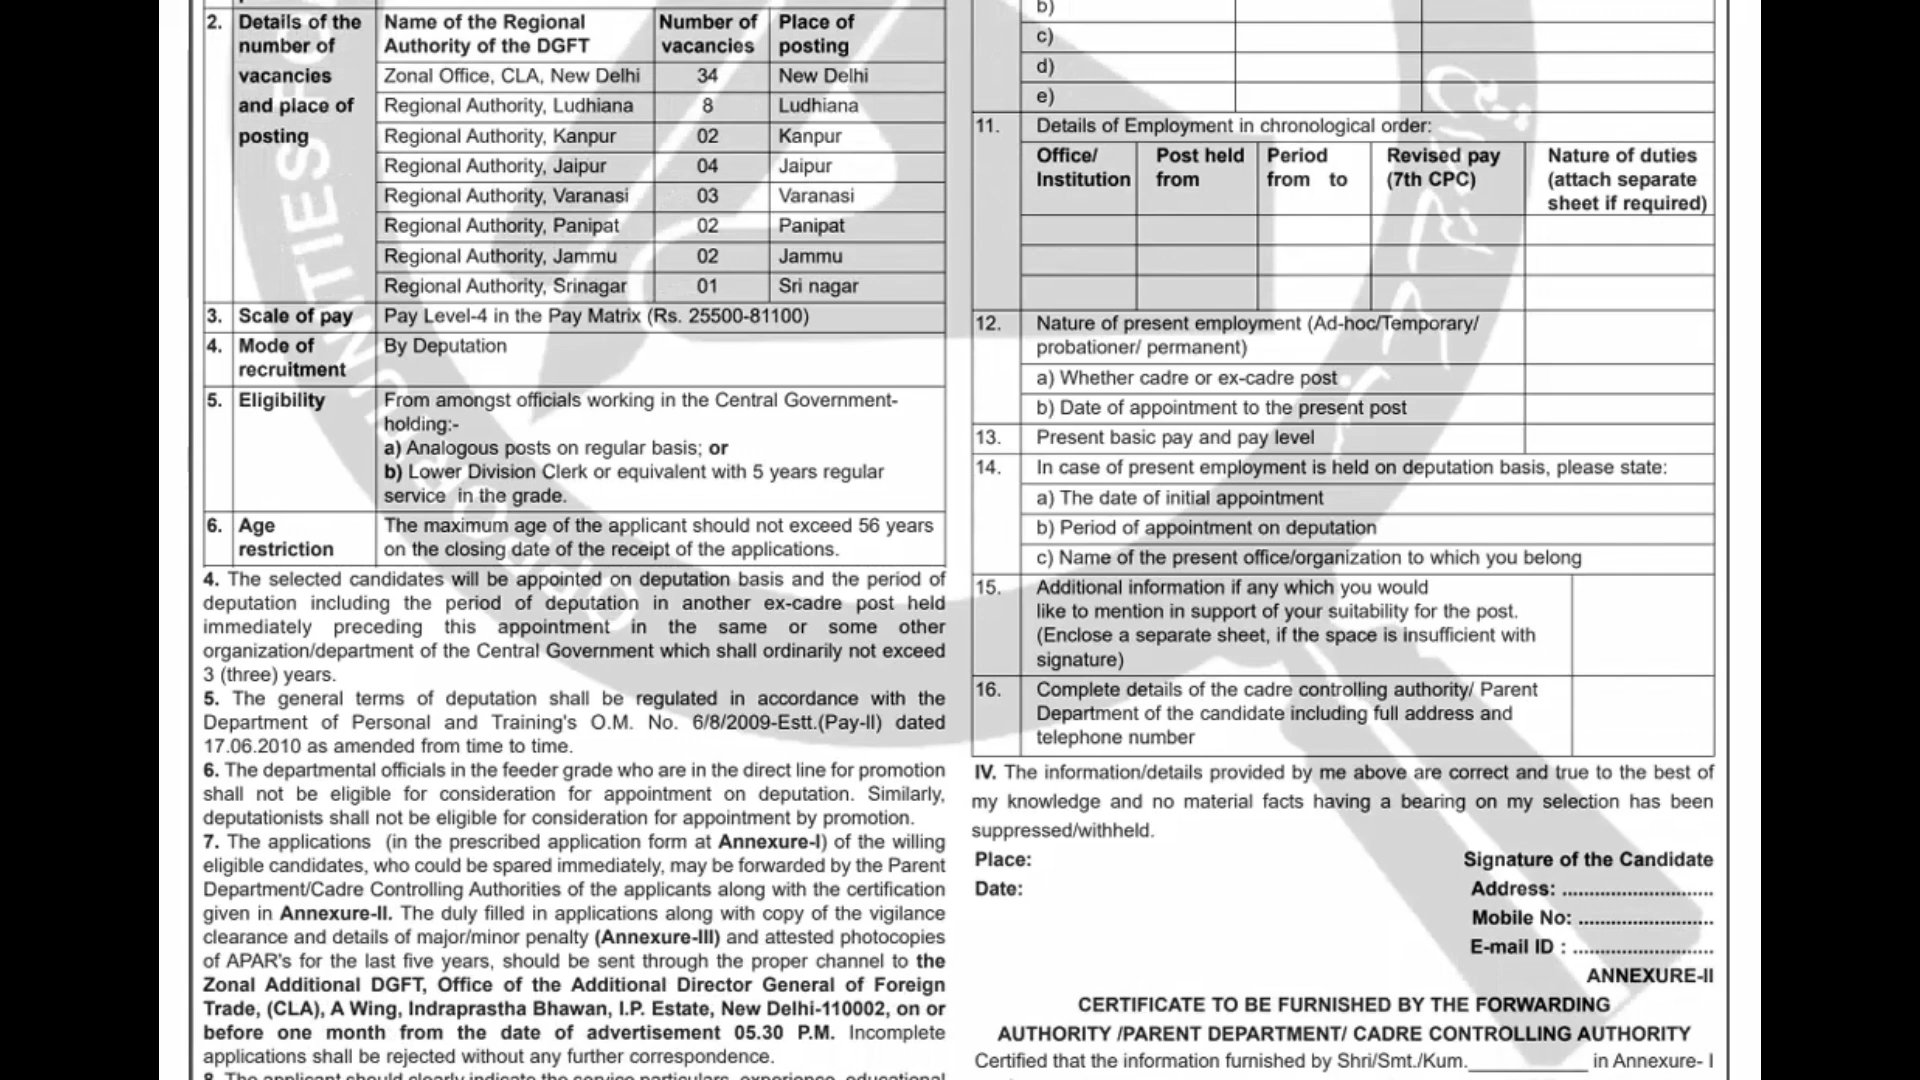 2. Details of the number of vacancies and place of posting
Name of the Regional Authority of the DGFT | Number of vacancies | Place of posting
Zonal Office, CLA, New Delhi 34 New Delhi
Regional Authority, Ludhiana 8 Ludhiana
Regional Authority, Kanpur 02 Kanpur
Regional Authority, Jaipur 04 Jaipur
Regional Authority, Varanasi 03 Varanasi
Regional Authority, Panipat 02 Panipat
Regional Authority, Jammu 02 Jammu
Regional Authority, Srinagar 01 Sri nagar
3. Scale of pay Pay Level-4 in the Pay Matrix (Rs. 25500-81100)
4. Mode of recruitment By Deputation
5. Eligibility From amongst officials working in the Central Government-
holding:-
a) Analogous posts on regular basis; or
b) Lower Division Clerk or equivalent with 5 years regular
service in the grade.
6. Age restriction The maximum age of the applicant should not exceed 56 years
on the closing date of the receipt of the applications.
4. The selected candidates will be appointed on deputation basis and the period of
deputation including the period of deputation in another ex-cadre post held
immediately preceding this appointment in the same or some other
organization/department of the Central Government which shall ordinarily not exceed
3 (three) years.
5. The general terms of deputation shall be regulated in accordance with the
Department of Personal and Training's O.M. No. 6/8/2009-Estt.(Pay-II) dated
17.06.2010 as amended from time to time.
6. The departmental officials in the feeder grade who are in the direct line for promotion
shall not be eligible for consideration for appointment on deputation. Similarly,
deputationists shall not be eligible for consideration for appointment by promotion.
7. The applications (in the prescribed application form at Annexure-I) of the willing
eligible candidates, who could be spared immediately, may be forwarded by the Parent
Department/Cadre Controlling Authorities of the applicants along with the certification
given in Annexure-II. The duly filled in applications along with copy of the vigilance
clearance and details of major/minor penalty (Annexure-III) and attested photocopies
of APAR's for the last five years, should be sent through the proper channel to the
Zonal Additional DGFT, Office of the Additional Director General of Foreign
Trade, (CLA), A Wing, Indraprastha Bhawan, I.P. Estate, New Delhi-110002, on or
before one month from the date of advertisement 05.30 P.M. Incomplete
applications shall be rejected without any further correspondence.
8. The applicant should clearly indicate the service particulars, experience, educational
b)
c)
d)
e)
11. Details of Employment in chronological order:
Office/ Institution | Post held from | Period from to | Revised pay (7th CPC) | Nature of duties (attach separate sheet if required)
12. Nature of present employment (Ad-hoc/Temporary/
probationer/ permanent)
a) Whether cadre or ex-cadre post
b) Date of appointment to the present post
13. Present basic pay and pay level
14. In case of present employment is held on deputation basis, please state:
a) The date of initial appointment
b) Period of appointment on deputation
c) Name of the present office/organization to which you belong
15. Additional information if any which you would
like to mention in support of your suitability for the post.
(Enclose a separate sheet, if the space is insufficient with
signature)
16. Complete details of the cadre controlling authority/ Parent
Department of the candidate including full address and
telephone number
IV. The information/details provided by me above are correct and true to the best of
my knowledge and no material facts having a bearing on my selection has been
suppressed/withheld.
Place: Signature of the Candidate
Date: Address: ............................
Mobile No: .........................
E-mail ID : ..........................
ANNEXURE-II
CERTIFICATE TO BE FURNISHED BY THE FORWARDING
AUTHORITY /PARENT DEPARTMENT/ CADRE CONTROLLING AUTHORITY
Certified that the information furnished by Shri/Smt./Kum.___________ in Annexure- I